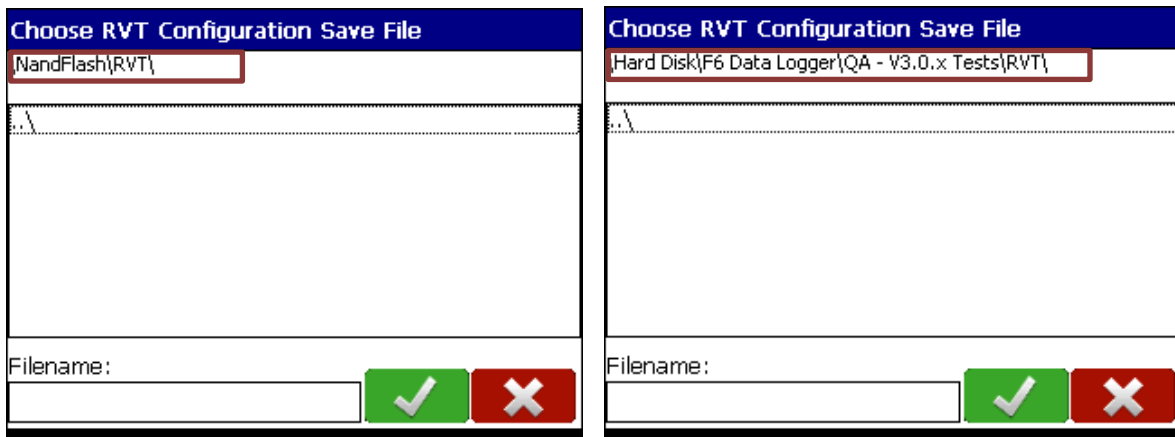 Choose RVT Configuration Save File
\NandFlash\RVT\
..\
Filename:
Choose RVT Configuration Save File
\Hard Disk\F6 Data Logger\QA - V3.0.x Tests\RVT\
..\
Filename: